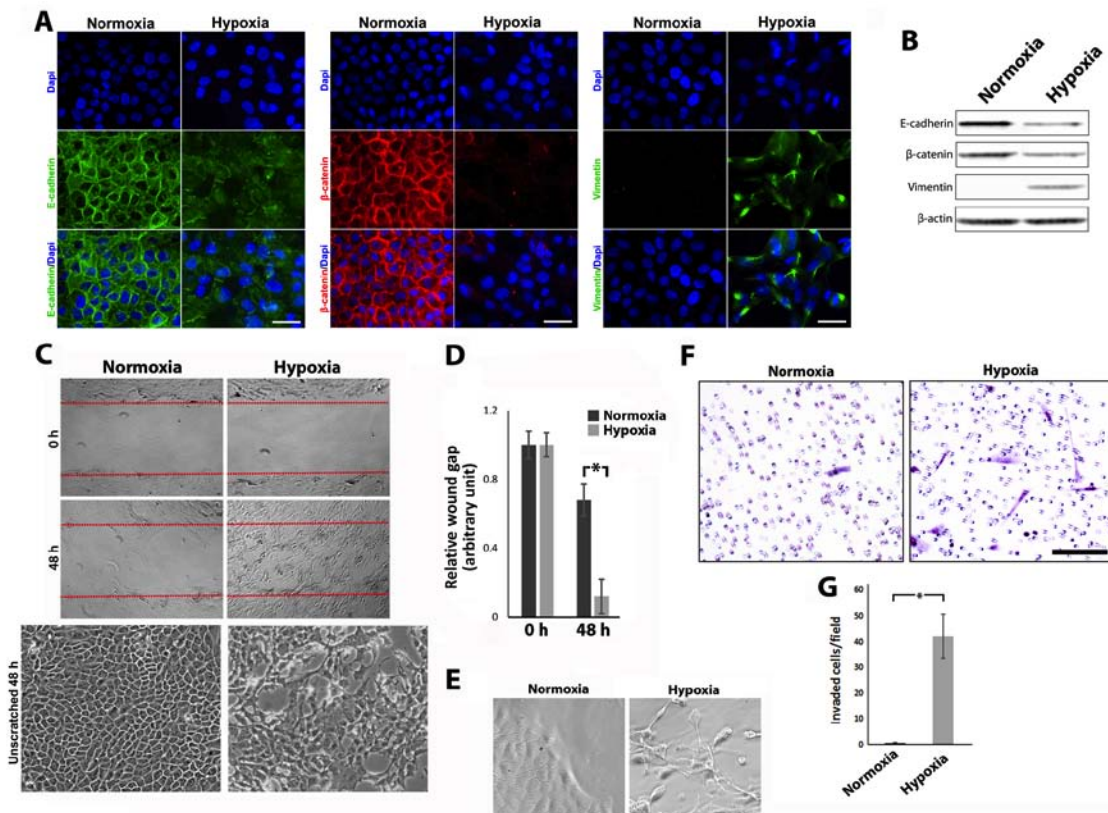 A
Normoxia Hypoxia
Normoxia Hypoxia
Normoxia Hypoxia
Dapi
E-cadherin
E-cadherin/Dapi
Dapi
β-catenin
β-catenin/Dapi
Dapi
Vimentin
Vimentin/Dapi
B
Normoxia
Hypoxia
E-cadherin
β-catenin
Vimentin
β-actin
C
Normoxia Hypoxia
0 h
48 h
Unscratched 48 h
D
Normoxia
Hypoxia
Relative wound gap
(arbitrary unit)
1.2
0.8
0.4
0
*
0 h 48 h
E
Normoxia Hypoxia
F
Normoxia Hypoxia
G
Invaded cells/field
60
50
40
30
20
10
0
*
Normoxia
Hypoxia